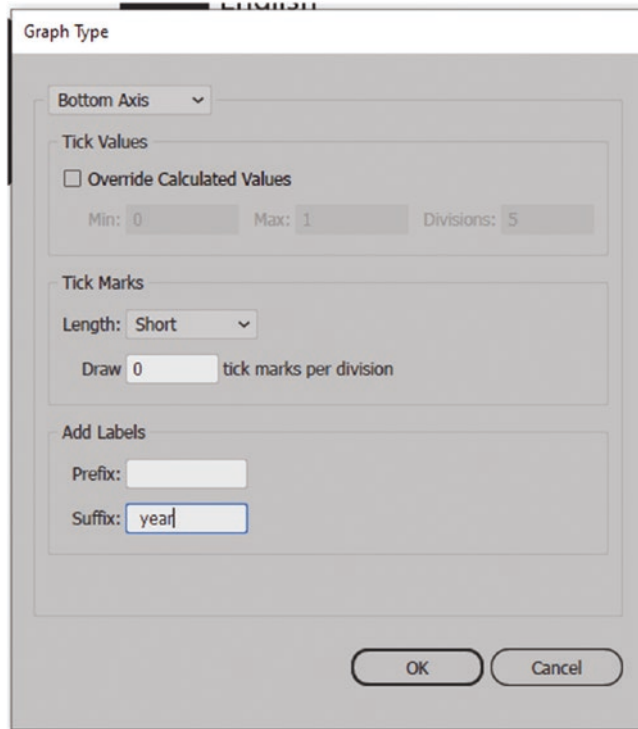 English
Graph Type
Bottom Axis
Tick Values
Override Calculated Values
Min: 0 Max: 1 Divisions: 5
Tick Marks
Length: Short
Draw 0 tick marks per division
Add Labels
Prefix:
Suffix: year
OK Cancel